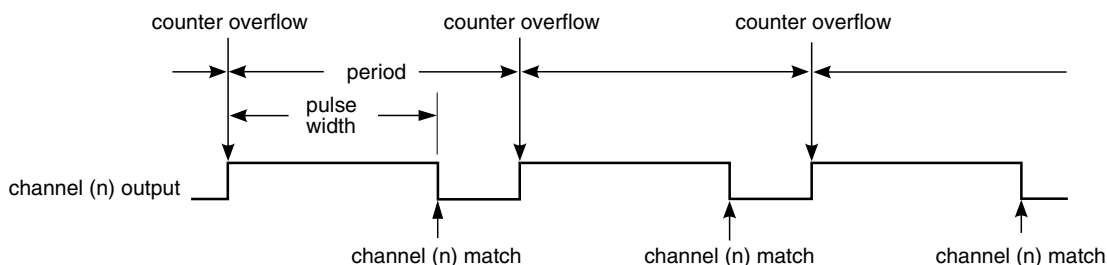 counter overflow
counter overflow
counter overflow
period
pulse
width
channel (n) output
channel (n) match
channel (n) match
channel (n) match